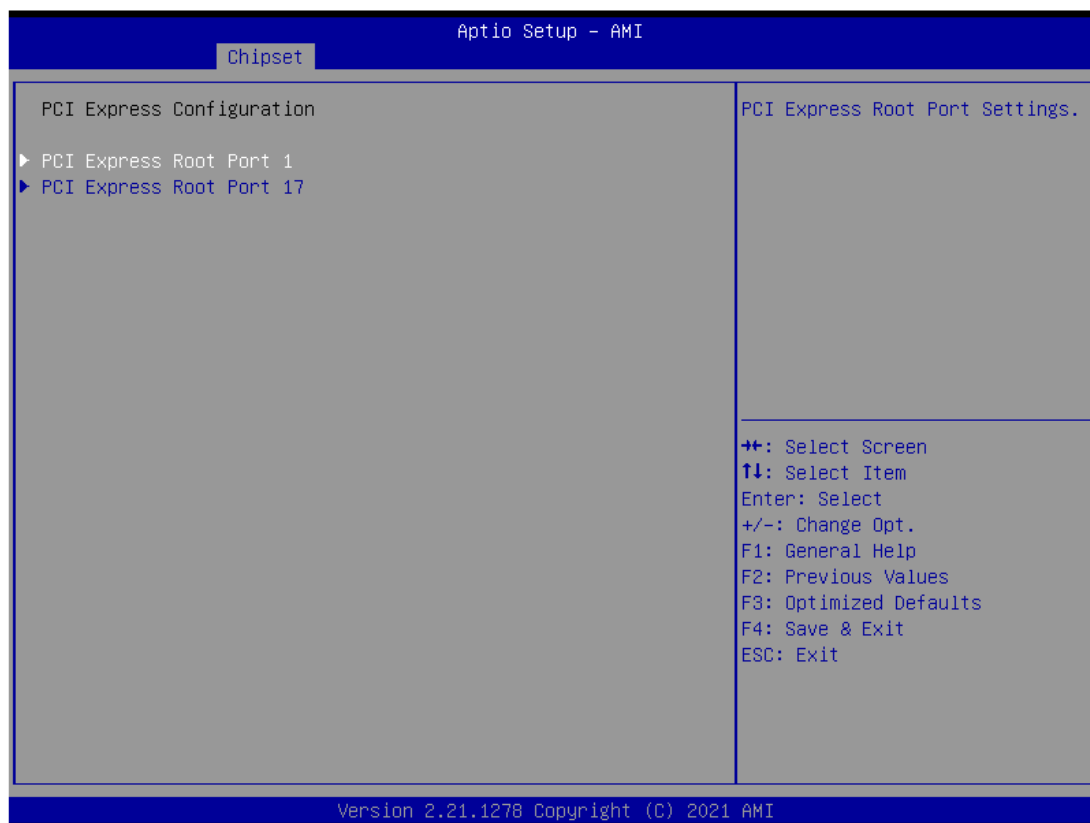 Aptio Setup – AMI
Chipset
PCI Express Configuration
▶ PCI Express Root Port 1
▶ PCI Express Root Port 17
PCI Express Root Port Settings.
→←: Select Screen
↑↓: Select Item
Enter: Select
+/-: Change Opt.
F1: General Help
F2: Previous Values
F3: Optimized Defaults
F4: Save & Exit
ESC: Exit
Version 2.21.1278 Copyright (C) 2021 AMI